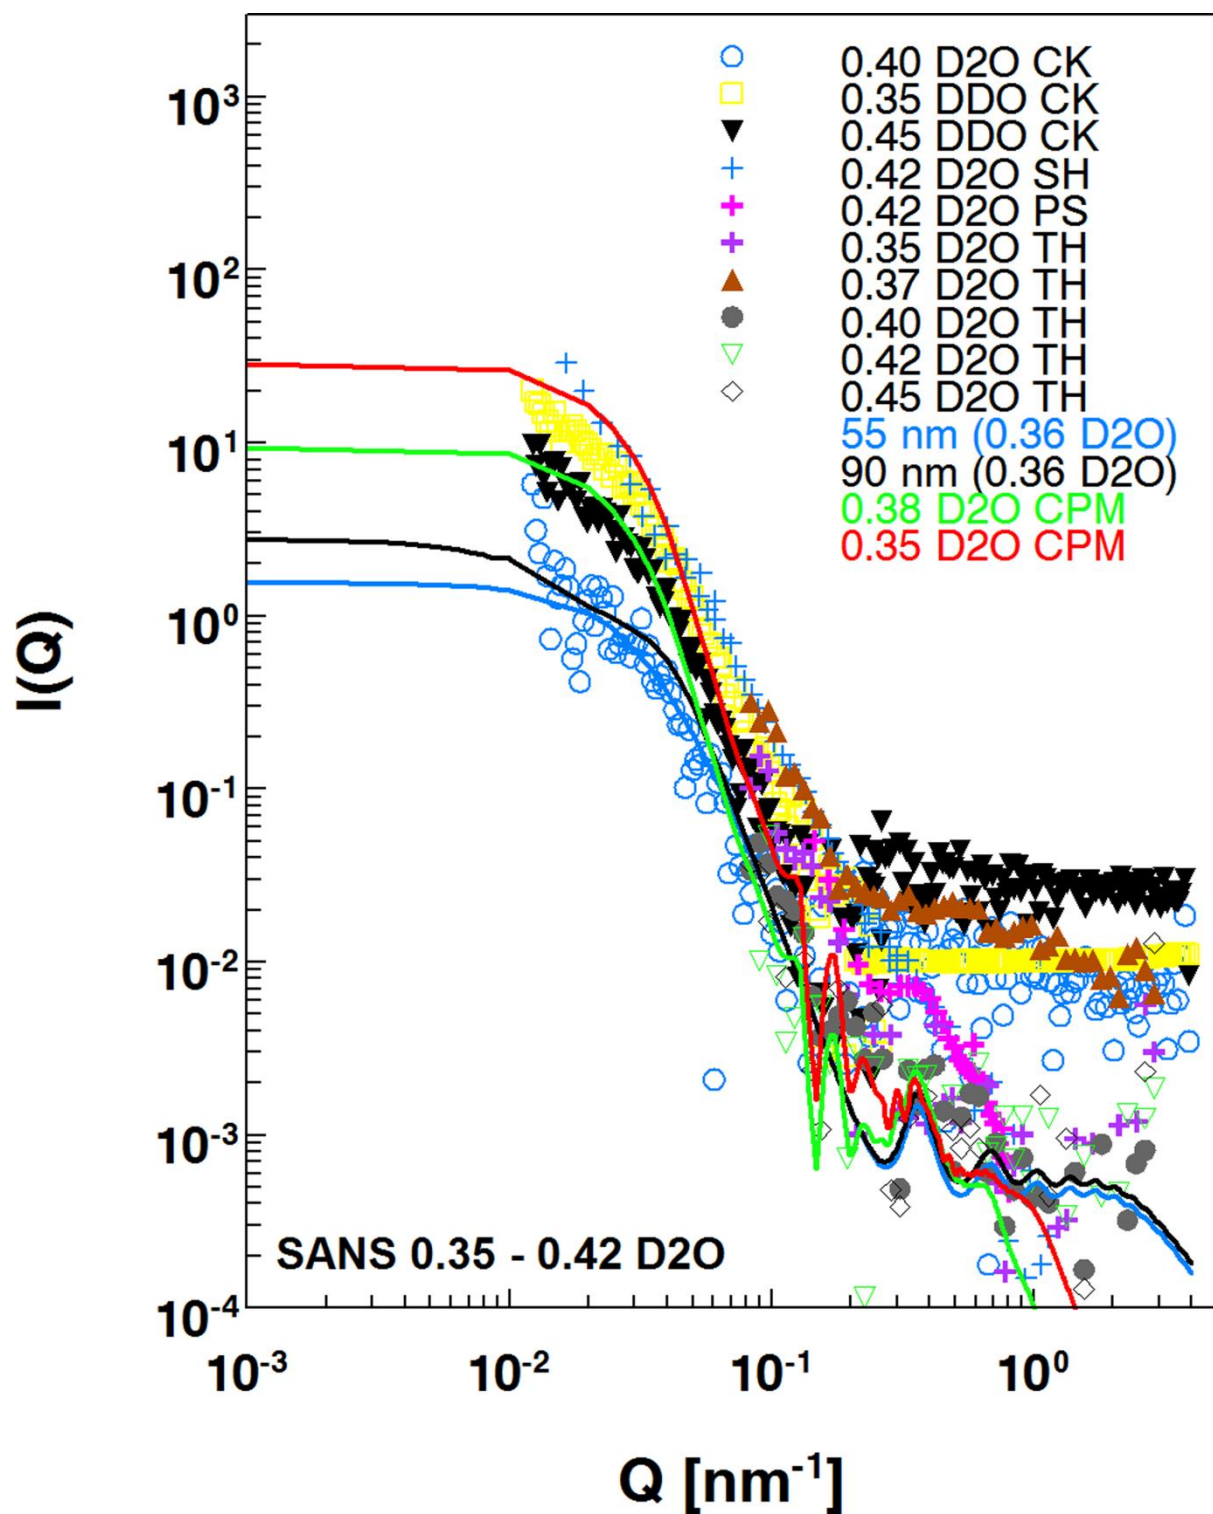 0.40 D2O CK
0.35 DDO CK
0.45 DDO CK
0.42 D2O SH
0.42 D2O PS
0.35 D2O TH
0.37 D2O TH
0.40 D2O TH
0.42 D2O TH
0.45 D2O TH
55 nm (0.36 D2O)
90 nm (0.36 D2O)
0.38 D2O CPM
0.35 D2O CPM
10³
10²
10¹
10⁰
10⁻¹
10⁻²
10⁻³
10⁻⁴
I(Q)
SANS 0.35 - 0.42 D2O
10⁻³ 10⁻² 10⁻¹ 10⁰
Q [nm⁻¹]